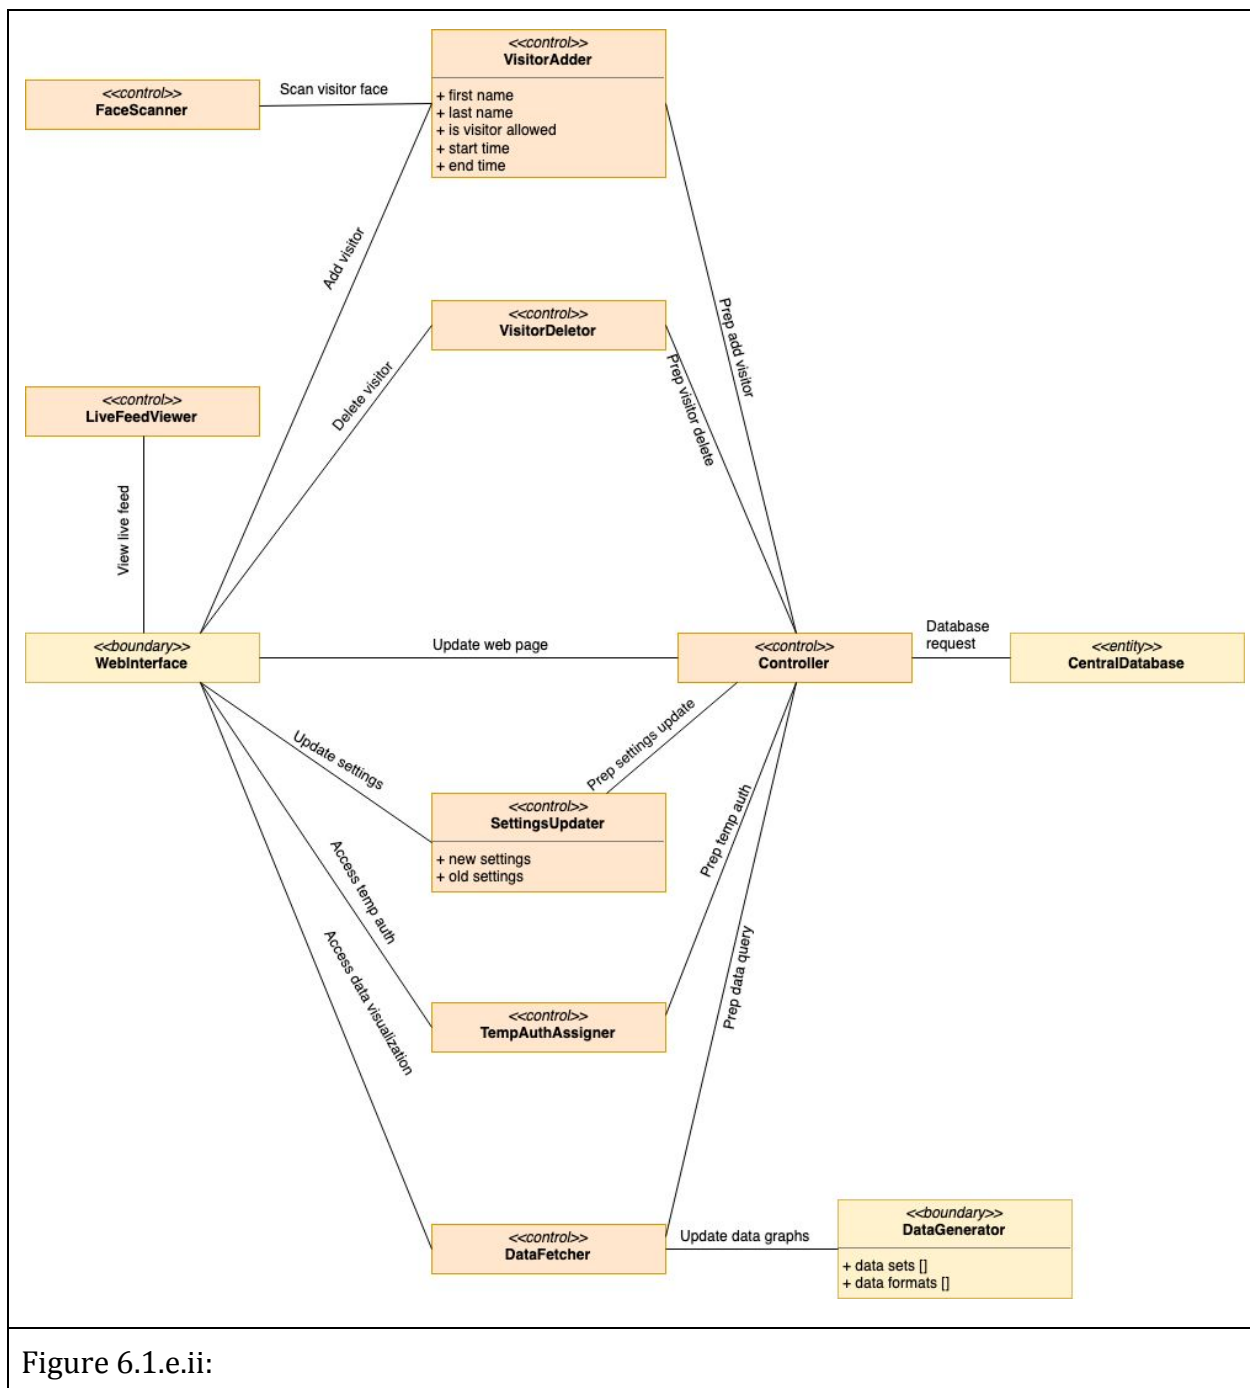 <<control>>
VisitorAdder
+ first name
+ last name
+ is visitor allowed
+ start time
+ end time
<<control>>
FaceScanner
Scan visitor face
Add visitor
<<control>>
VisitorDeletor
Delete visitor
Prep add visitor
Prep visitor delete
<<control>>
LiveFeedViewer
View live feed
<<boundary>>
WebInterface
Update web page
<<control>>
Controller
Database
request
<<entity>>
CentralDatabase
Update settings
Prep settings update
<<control>>
SettingsUpdater
+ new settings
+ old settings
Access temp auth
Prep temp auth
Access data visualization
Prep data query
<<control>>
TempAuthAssigner
<<control>>
DataFetcher
Update data graphs
<<boundary>>
DataGenerator
+ data sets []
+ data formats []
Figure 6.1.e.ii: